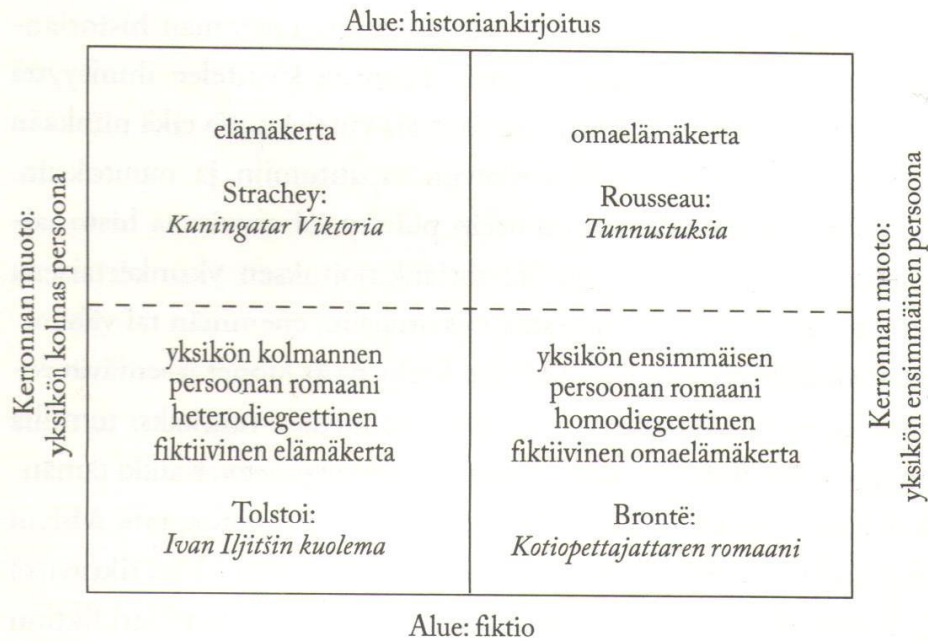 Alue: historiankirjoitus
Kerronnan muoto:
yksikön kolmas persoona
elämäkerta
Strachey:
Kuningatar Viktoria
omaelämäkerta
Rousseau:
Tunnustuksia
yksikön kolmannen
persoonan romaani
heterodiegeettinen
fiktiivinen elämäkerta
Tolstoi:
Ivan Iljitšin kuolema
yksikön ensimmäisen
persoonan romaani
homodiegeettinen
fiktiivinen omaelämäkerta
Brontë:
Kotiopettajattaren romaani
Kerronnan muoto:
yksikön ensimmäinen persoona
Alue: fiktio